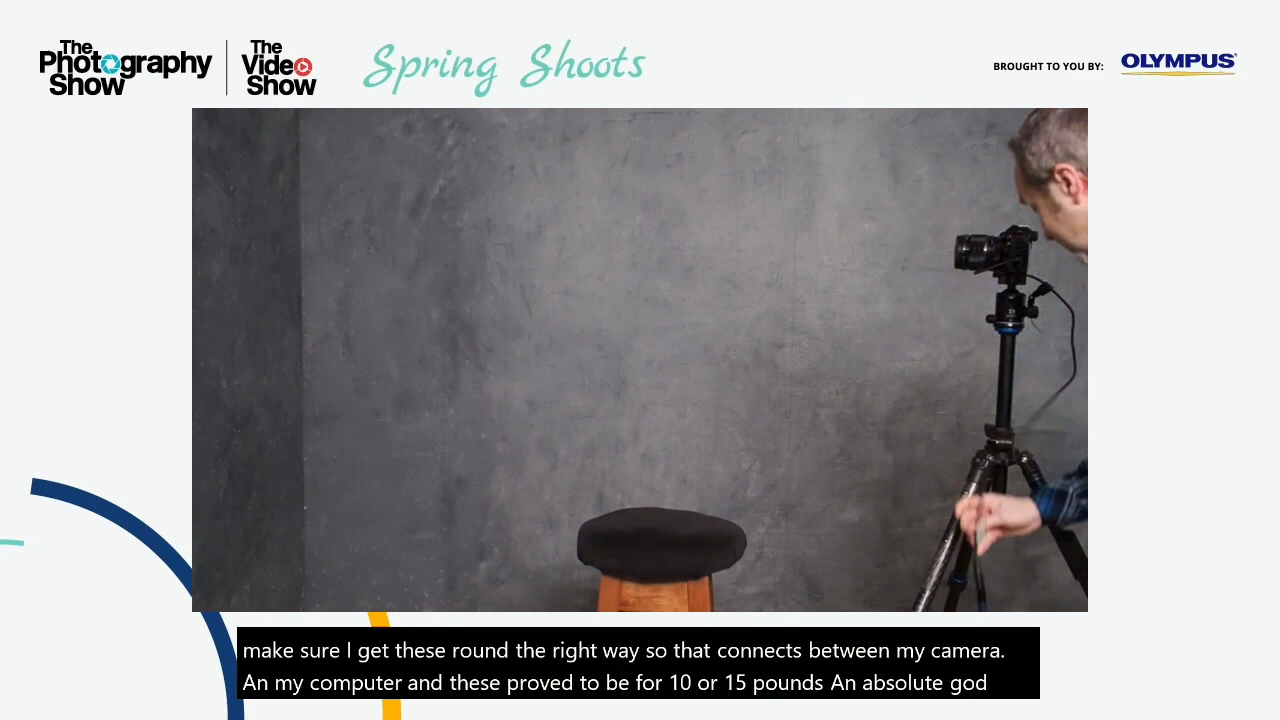 The Photography Show
The Video Show
Spring Shoots
BROUGHT TO YOU BY: OLYMPUS
make sure I get these round the right way so that connects between my camera.
An my computer and these proved to be for 10 or 15 pounds An absolute god